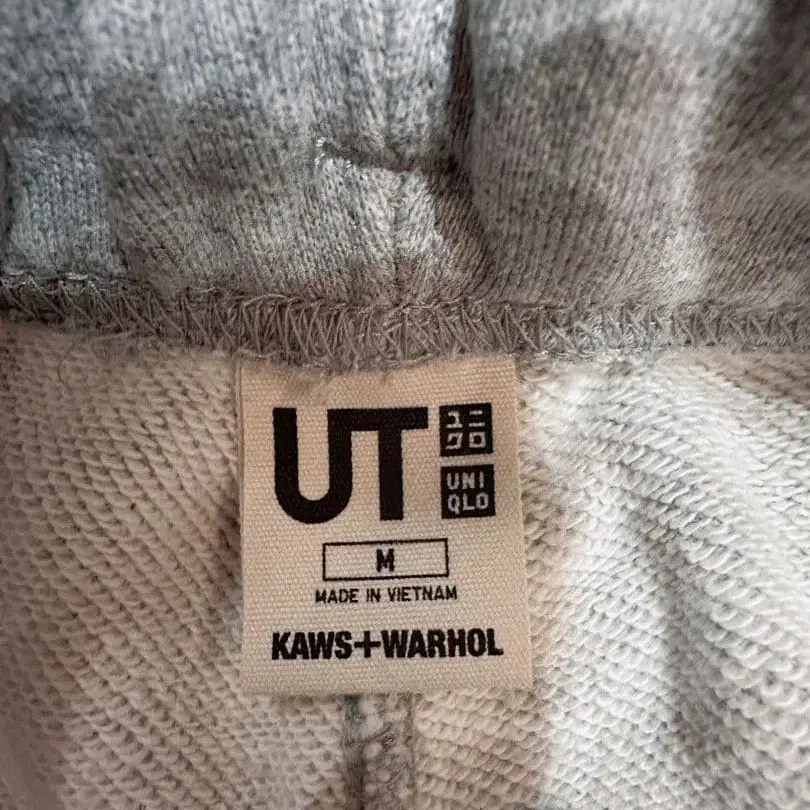 UT
ユニ
クロ
UNI
QLO
M
MADE IN VIETNAM
KAWS+WARHOL